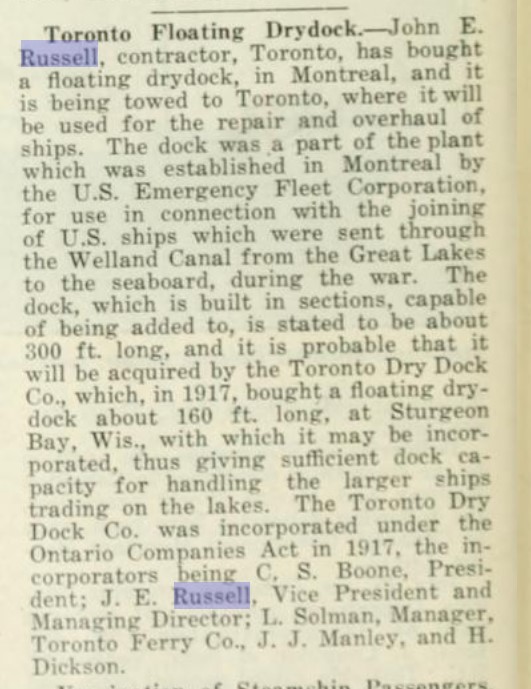 Toronto Floating Drydock.—John E.
Russell, contractor, Toronto, has bought
a floating drydock, in Montreal, and it
is being towed to Toronto, where it will
be used for the repair and overhaul of
ships. The dock was a part of the plant
which was established in Montreal by
the U.S. Emergency Fleet Corporation,
for use in connection with the joining
of U.S. ships which were sent through
the Welland Canal from the Great Lakes
to the seaboard, during the war. The
dock, which is built in sections, capable
of being added to, is stated to be about
300 ft. long, and it is probable that it
will be acquired by the Toronto Dry Dock
Co., which, in 1917, bought a floating dry-
dock about 160 ft. long, at Sturgeon
Bay, Wis., with which it may be incor-
porated, thus giving sufficient dock ca-
pacity for handling the larger ships
trading on the lakes. The Toronto Dry
Dock Co. was incorporated under the
Ontario Companies Act in 1917, the in-
corporators being C. S. Boone, Presi-
dent; J. E. Russell, Vice President and
Managing Director; L. Solman, Manager,
Toronto Ferry Co., J. J. Manley, and H.
Dickson.
of Steamship Passengers